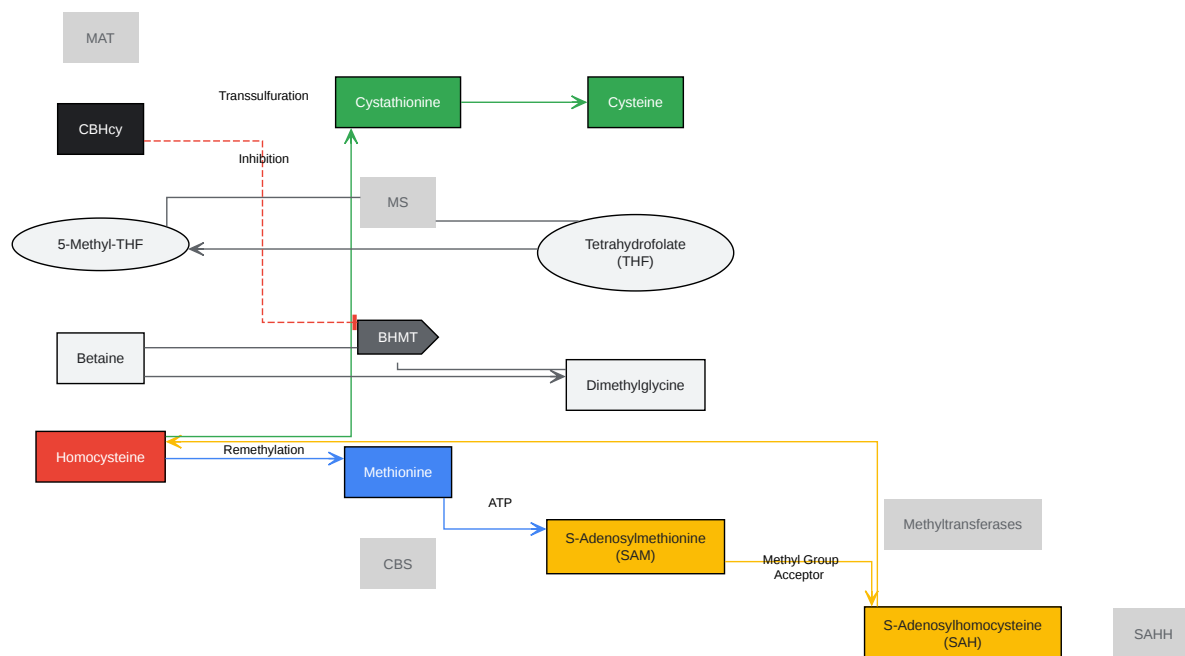 MAT
Transsulfuration
Cystathionine
Cysteine
CBHcy
Inhibition
MS
5-Methyl-THF
Tetrahydrofolate
(THF)
BHMT
Betaine
Dimethylglycine
Homocysteine
Remethylation
Methionine
ATP
S-Adenosylmethionine
(SAM)
Methyltransferases
CBS
Methyl Group
Acceptor
S-Adenosylhomocysteine
(SAH)
SAHH